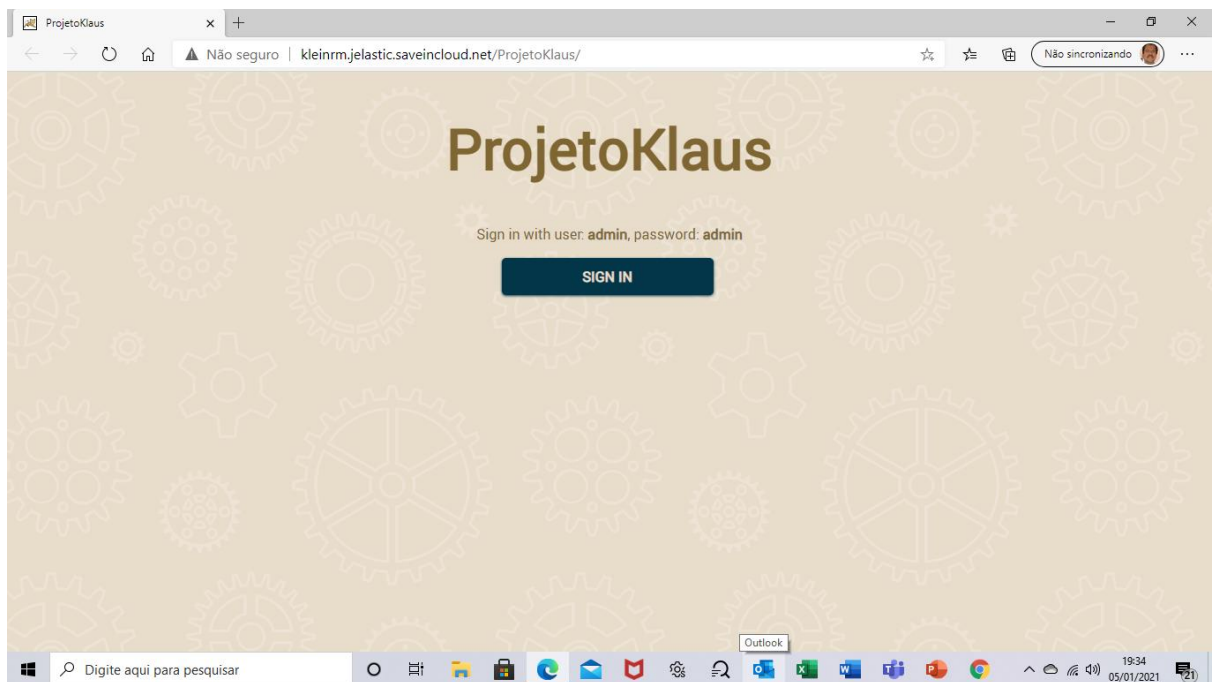 ProjetoKlaus
Não seguro | kleinrm.jelastic.saveincloud.net/ProjetoKlaus/
Não sincronizando
ProjetoKlaus
Sign in with user: admin, password: admin
SIGN IN
Outlook
Digite aqui para pesquisar
19:34
05/01/2021
21